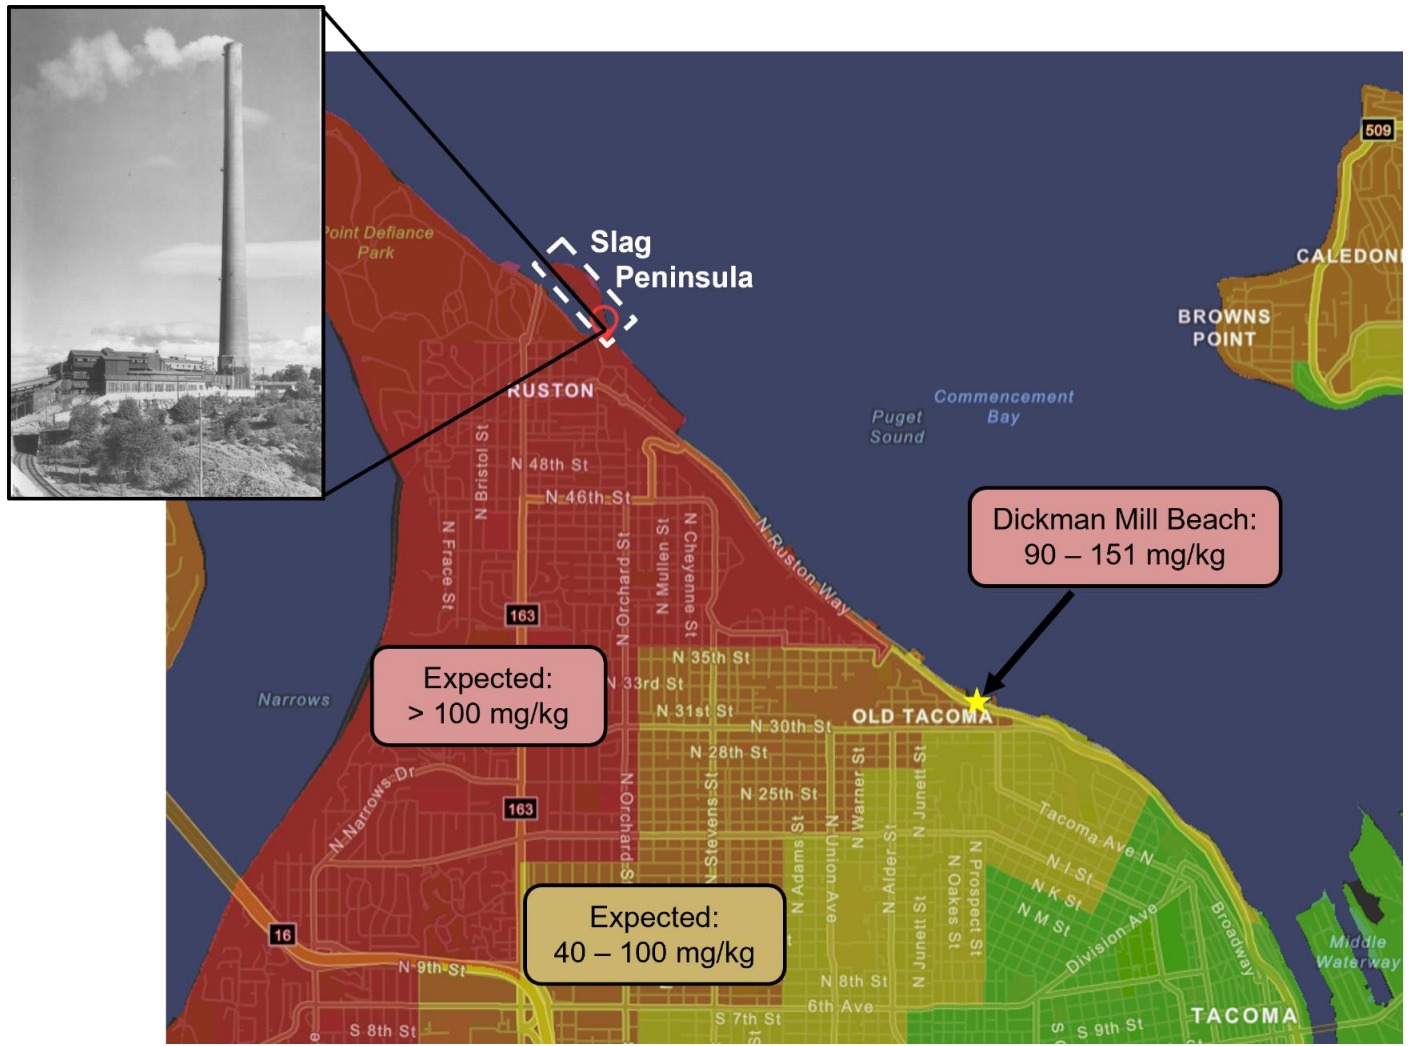 509
Point Defiance
Park
Slag
Peninsula
CALEDONI
BROWNS
POINT
RUSTON
Commencement
Bay
Puget
Sound
N Bristol St
N 48th St
N 46th St
Dickman Mill Beach:
90 – 151 mg/kg
N Frace St
N Orchard St
N Mullen St
N Cheyenne St
N Ruston Way
163
Expected:
> 100 mg/kg
N 35th St
N 33rd St
N 31st St
Narrows
OLD TACOMA
N 30th St
N 28th St
N 25th St
N Narrows Dr
163
N Orchard St
N Stevens St
N Adams St
N Union Ave
N Warner St
N Alder St
N Junett St
Tacoma Ave N
N I St
N K St
N M St
N Oakes St
N Prospect St
N Junett St
Division Ave
Broadway
Expected:
40 – 100 mg/kg
16
N 9th St
N 8th St
6th Ave
Middle
Waterway
S 8th St
S 7th St
S 9th St
TACOMA